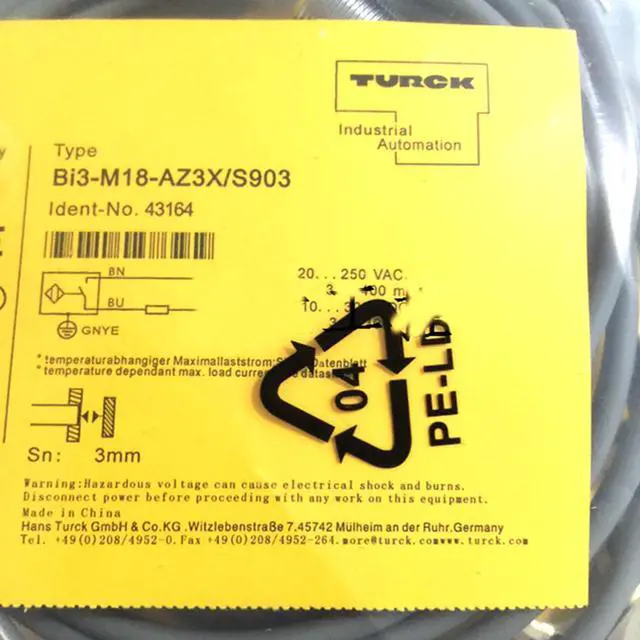 TURCK
Industrial
Automation
Type
Bi3-M18-AZ3X/S903
Ident-No. 43164
BN
BU
GNYE
20...250 VAC
3
10...
*temperaturabhangiger Maximallaststrom: Datenblatt
*temperature dependant max. load
04
PE-LD
Sn: 3mm
Warning:Hazardous voltage can cause electrical shock and burns.
Disconnect power before proceeding with any work on this equipment.
Made in China
Hans Turck GmbH & Co.KG .Witzlebenstraße 7.45742 Mülheim an der Ruhr.Germany
Tel. +49(0)208/4952-0.Fax +49(0)208/4952-264.more@turck.comwww.turck.com